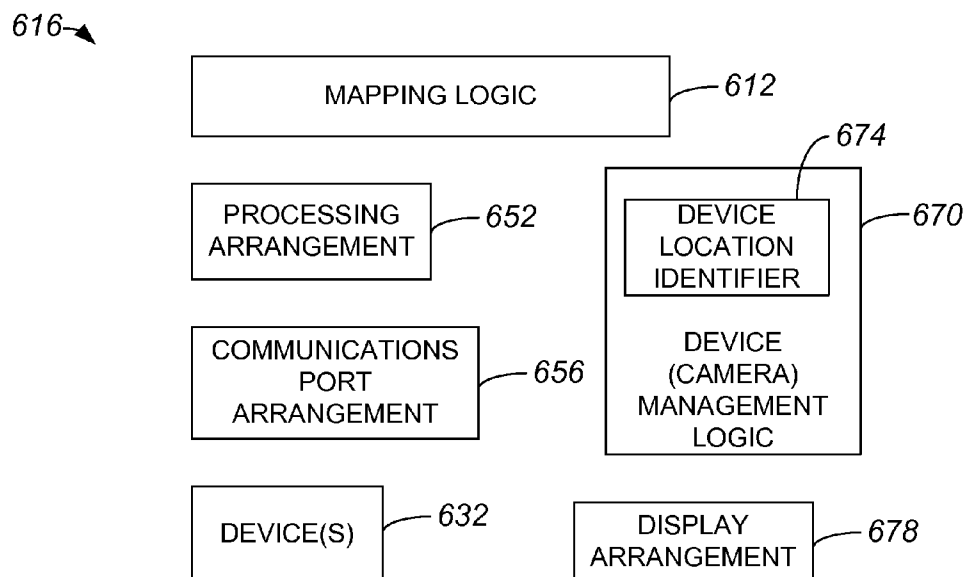 616
MAPPING LOGIC
612
674
PROCESSING
ARRANGEMENT
652
DEVICE
LOCATION
IDENTIFIER
670
COMMUNICATIONS
PORT
ARRANGEMENT
656
DEVICE
(CAMERA)
MANAGEMENT
LOGIC
DEVICE(S)
632
DISPLAY
ARRANGEMENT
678